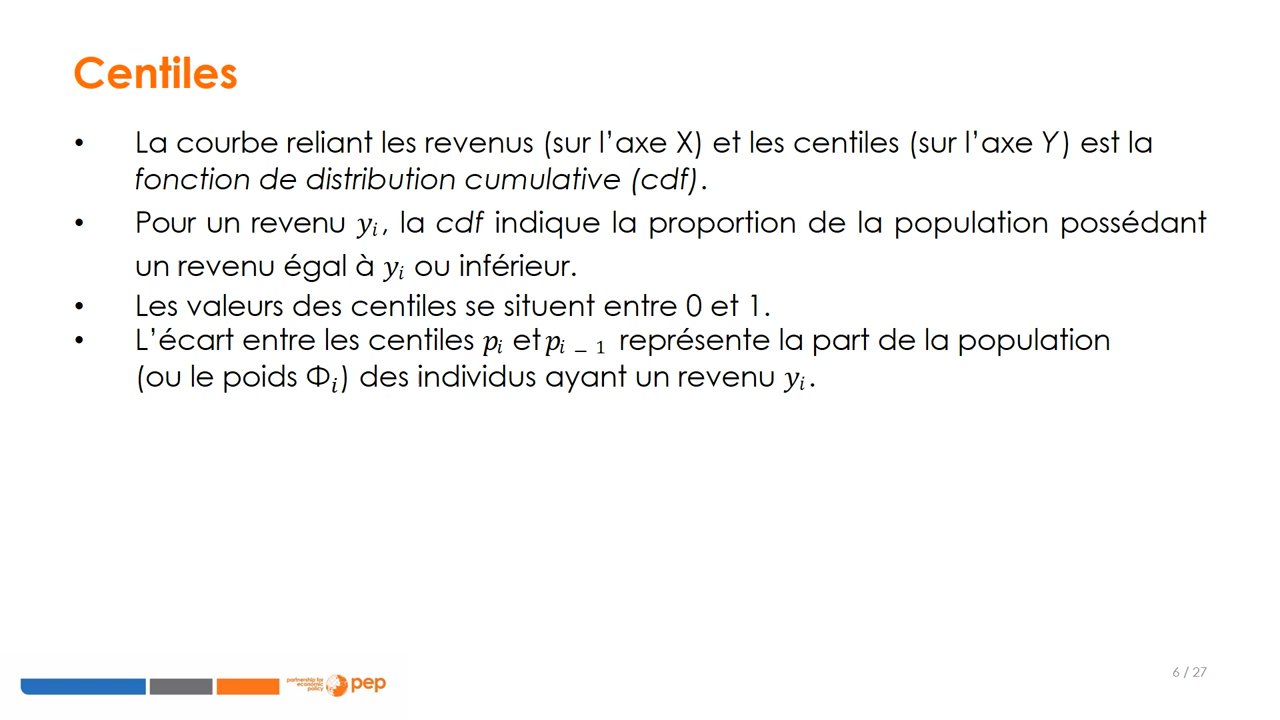 Centiles
• La courbe reliant les revenus (sur l’axe X) et les centiles (sur l’axe Y) est la
fonction de distribution cumulative (cdf).
• Pour un revenu yᵢ, la cdf indique la proportion de la population possédant
un revenu égal à yᵢ ou inférieur.
• Les valeurs des centiles se situent entre 0 et 1.
• L’écart entre les centiles pᵢ et pᵢ ₋ ₁ représente la part de la population
(ou le poids Φᵢ) des individus ayant un revenu yᵢ.
partnership for
economic
policy
pep
6 / 27